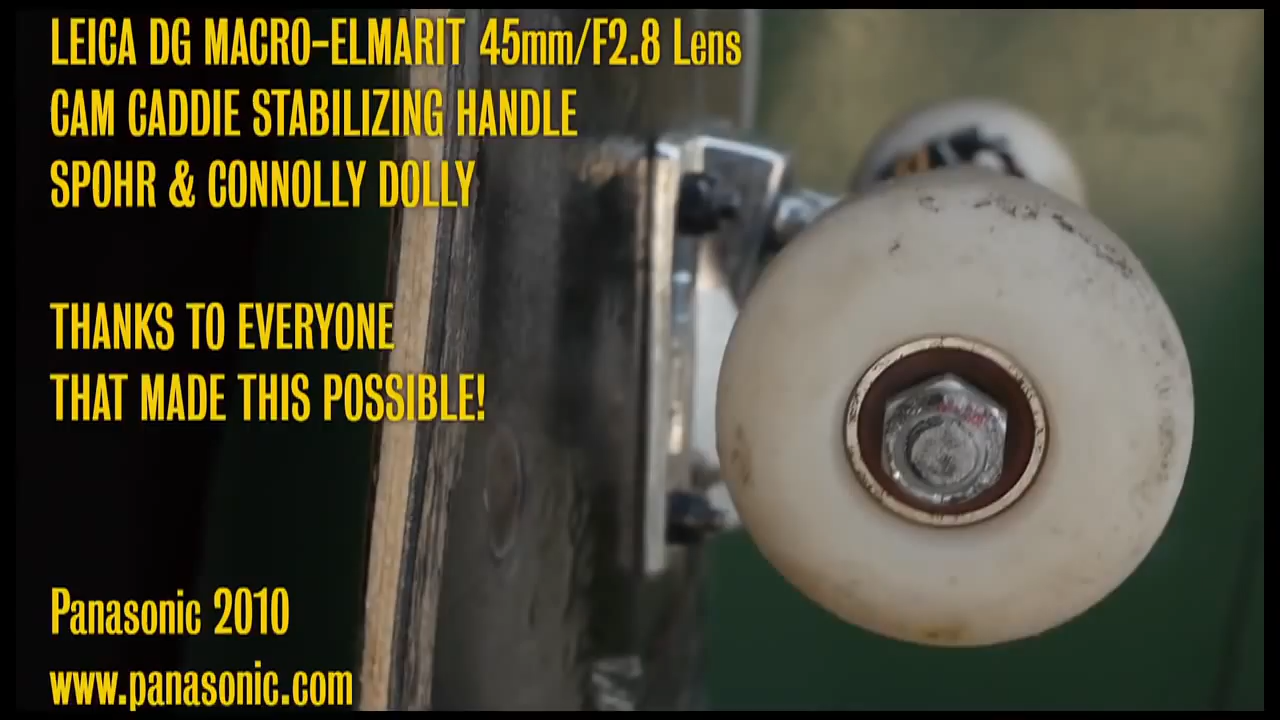 LEICA DG MACRO-ELMARIT 45mm/F2.8 Lens
CAM CADDIE STABILIZING HANDLE
SPOHR & CONNOLLY DOLLY
THANKS TO EVERYONE
THAT MADE THIS POSSIBLE!
Panasonic 2010
www.panasonic.com